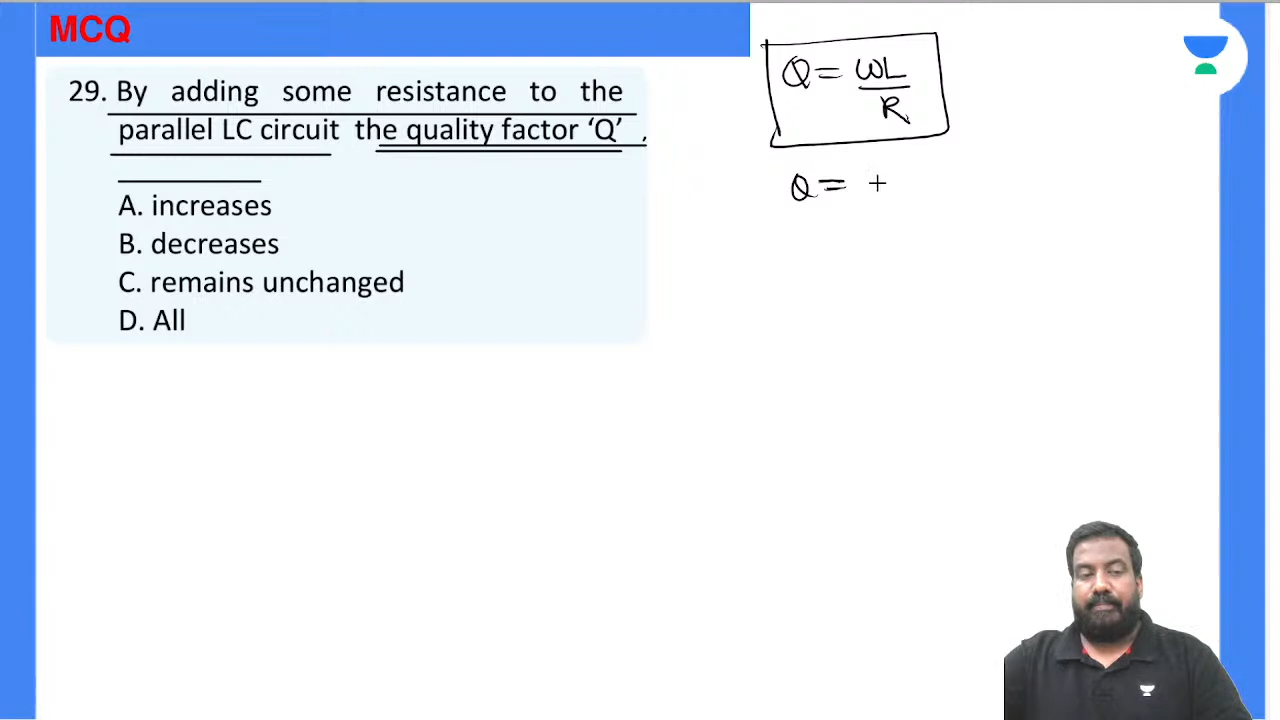 MCQ
29. By adding some resistance to the
parallel LC circuit the quality factor ‘Q’ .
___________
A. increases
B. decreases
C. remains unchanged
D. All
Q = ωL
R
Q = +